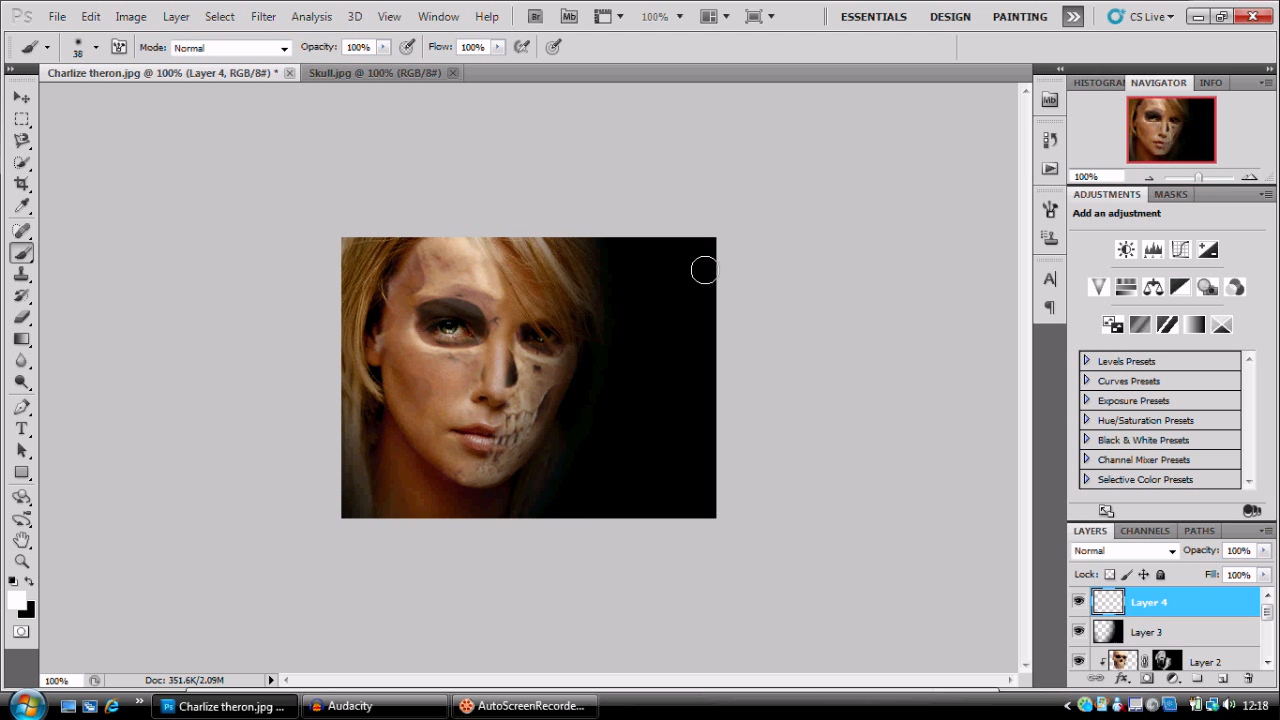 Ps File Edit Image Layer Select Filter Analysis 3D View Window Help Br Mb 100% ESSENTIALS DESIGN PAINTING CS Live
38 Mode: Normal Opacity: 100% Flow: 100%
Charlize theron.jpg @ 100% (Layer 4, RGB/8#) * Skull.jpg @ 100% (RGB/8#)
HISTOGRAM NAVIGATOR INFO
Mb
100%
ADJUSTMENTS MASKS
Add an adjustment
Levels Presets
Curves Presets
Exposure Presets
Hue/Saturation Presets
Black & White Presets
Channel Mixer Presets
Selective Color Presets
LAYERS CHANNELS PATHS
Normal Opacity: 100%
Lock: Fill: 100%
Layer 4
Layer 3
Layer 2
100% Doc: 351.6K/2.09M
Ps Charlize theron.jpg ... Audacity AutoScreenRecorde... 12:18